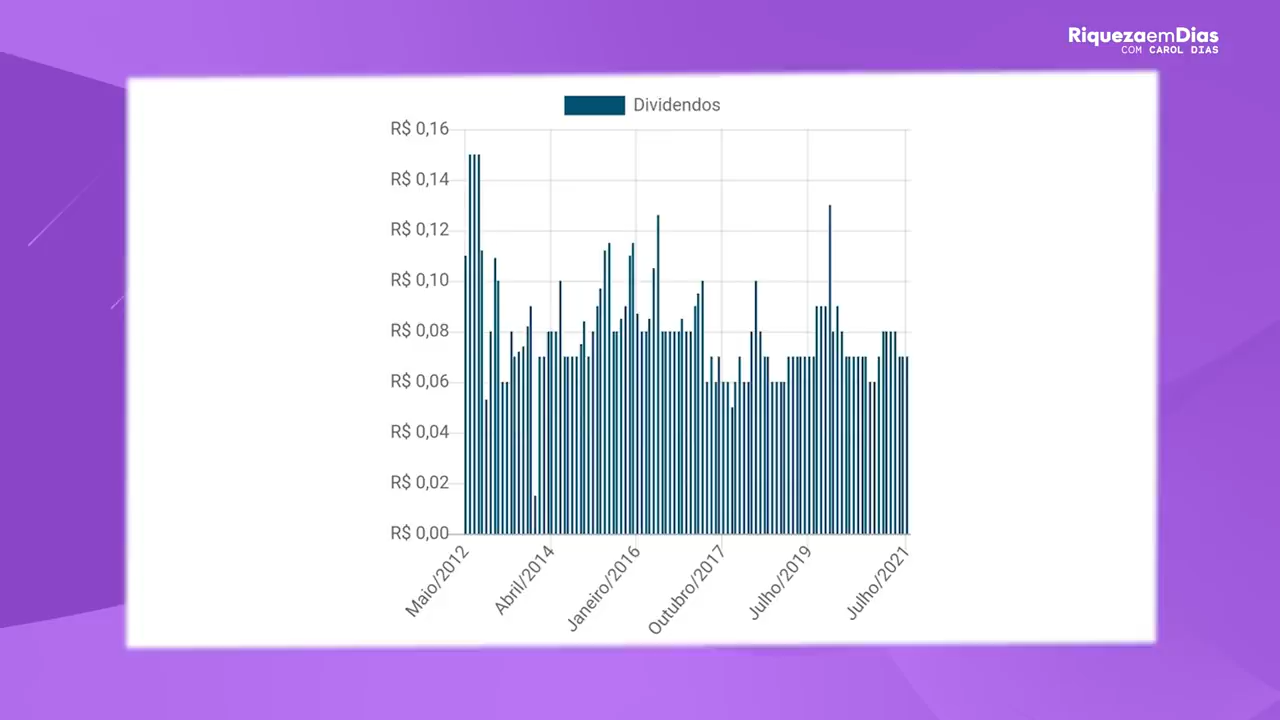 RiquezaemDias
COM CAROL DIAS
Dividendos
R$ 0,16
R$ 0,14
R$ 0,12
R$ 0,10
R$ 0,08
R$ 0,06
R$ 0,04
R$ 0,02
R$ 0,00
Maio/2012
Abril/2014
Janeiro/2016
Outubro/2017
Julho/2019
Julho/2021